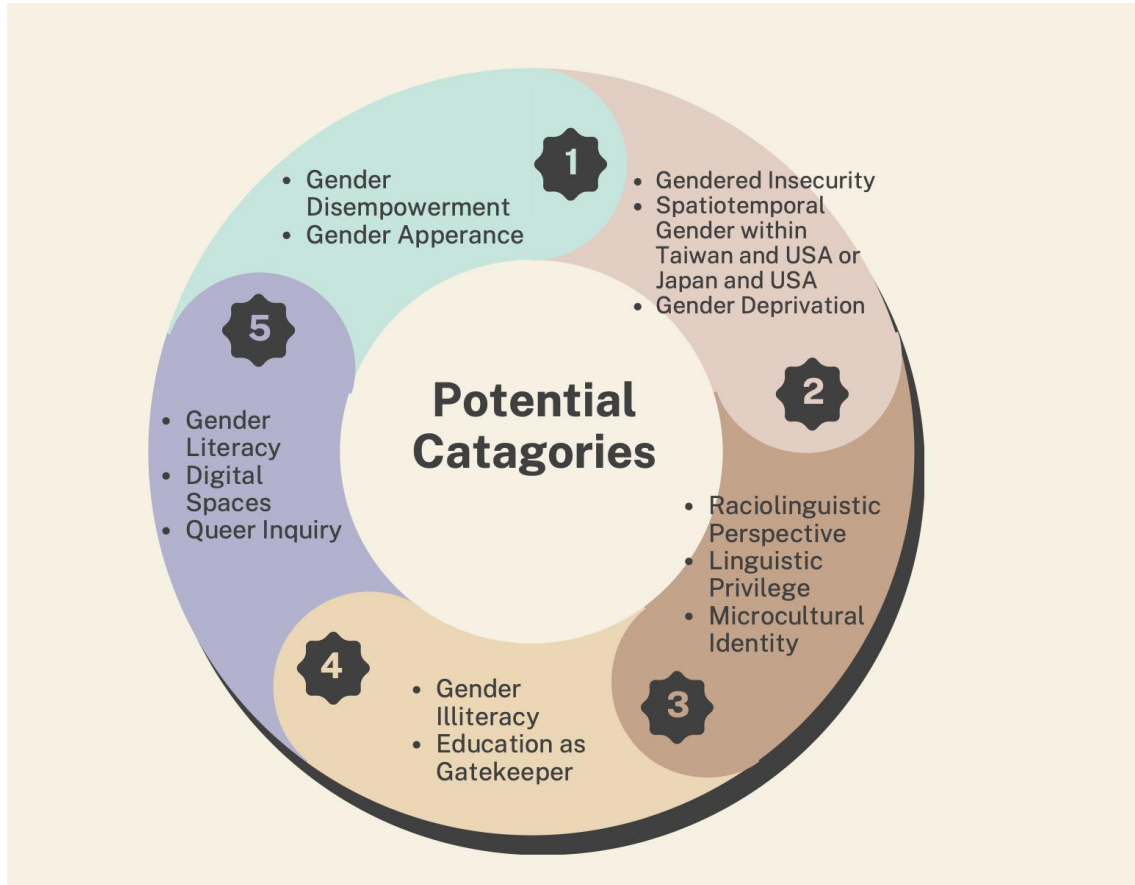 Potential
Catagories
1
• Gender
Disempowerment
• Gender Apperance
2
• Gendered Insecurity
• Spatiotemporal
Gender within
Taiwan and USA or
Japan and USA
• Gender Deprivation
3
• Raciolinguistic
Perspective
• Linguistic
Privilege
• Microcultural
Identity
4
• Gender
Illiteracy
• Education as
Gatekeeper
5
• Gender
Literacy
• Digital
Spaces
• Queer Inquiry